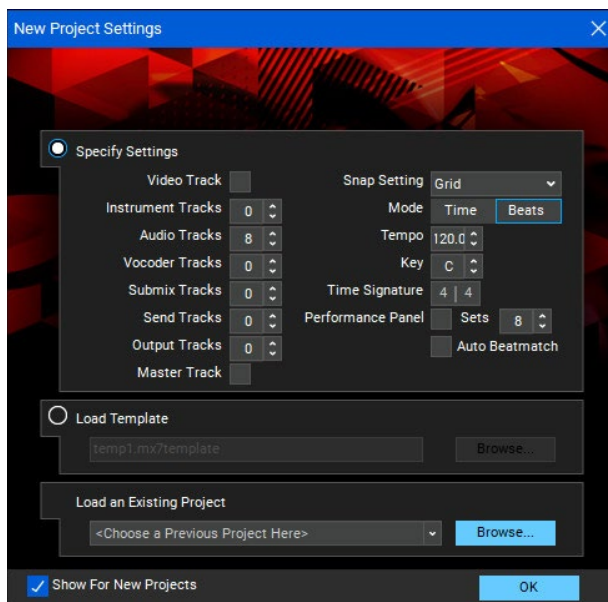 New Project Settings
Specify Settings
Video Track
Instrument Tracks 0
Audio Tracks 8
Vocoder Tracks 0
Submix Tracks 0
Send Tracks 0
Output Tracks 0
Master Track
Snap Setting Grid
Mode Time Beats
Tempo 120.0
Key C
Time Signature 4 | 4
Performance Panel Sets 8
Auto Beatmatch
Load Template
temp1.mx7template Browse...
Load an Existing Project
<Choose a Previous Project Here> Browse...
Show For New Projects
OK